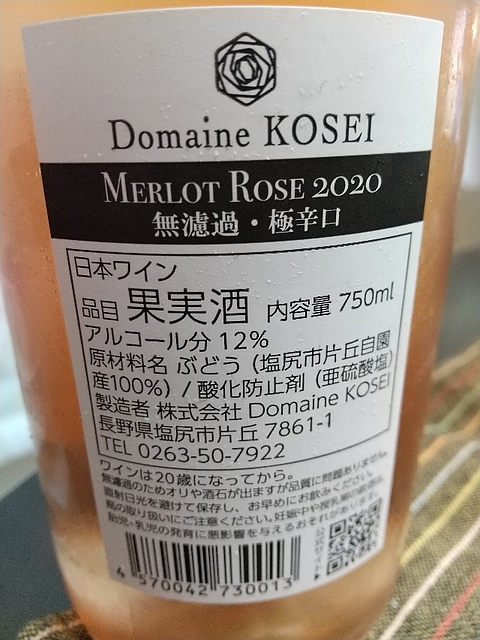 Domaine KOSEI
MERLOT ROSE 2020
無濾過・極辛口
日本ワイン
品目 果実酒 内容量 750ml
アルコール分 12%
原材料名 ぶどう（塩尻市片丘自園
産100%）/ 酸化防止剤（亜硫酸塩）
製造者 株式会社 Domaine KOSEI
長野県塩尻市片丘 7861-1
TEL 0263-50-7922
ワインは20歳になってから。
無濾過のためオリや酒石が出ますが品質に問題ありません。
直射日光を避けて保存し、お早めにお飲みください。
瓶の取り扱いにご注意ください。妊娠中や授乳期の飲酒は、
胎児・乳児の発育に悪影響を与えるおそれがあります。
公式サイト
4 570042 730013